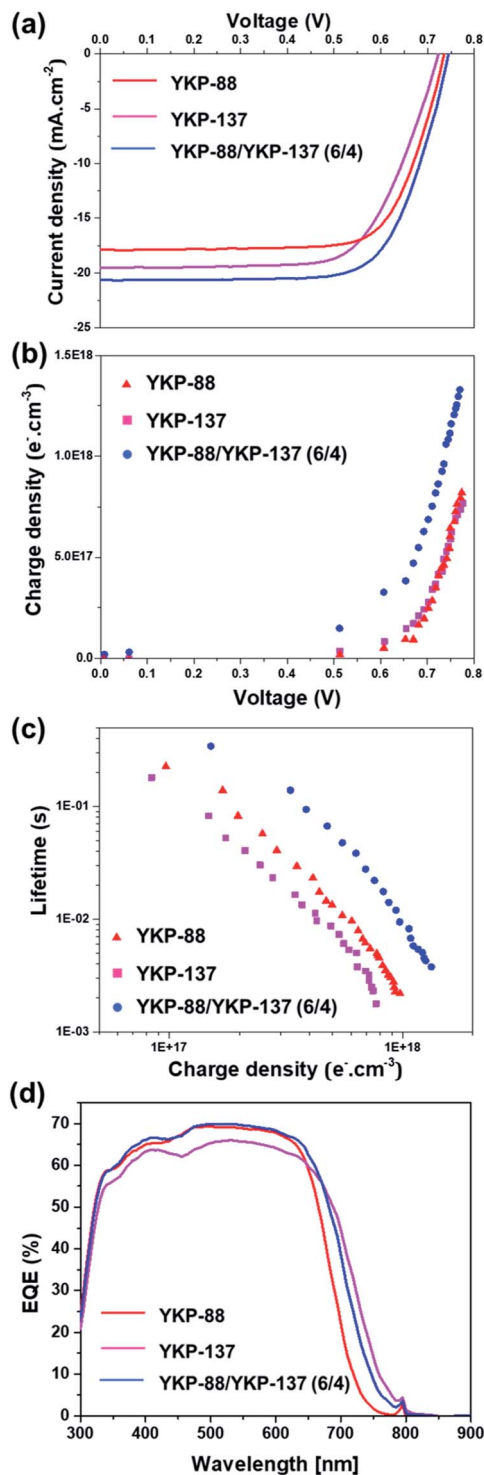 (a)
Voltage (V)
0.0 0.1 0.2 0.3 0.4 0.5 0.6 0.7 0.8
0
-5
-10
-15
-20
-25
Current density (mA.cm⁻²)
YKP-88
YKP-137
YKP-88/YKP-137 (6/4)
(b)
1.5E18
1.0E18
5.0E17
0.0
Charge density (e⁻.cm⁻³)
YKP-88
YKP-137
YKP-88/YKP-137 (6/4)
0.0 0.1 0.2 0.3 0.4 0.5 0.6 0.7 0.8
Voltage (V)
(c)
1E-01
1E-02
1E-03
Lifetime (s)
YKP-88
YKP-137
YKP-88/YKP-137 (6/4)
1E+17 1E+18
Charge density (e⁻.cm⁻³)
(d)
70
60
50
40
30
20
10
0
EQE (%)
YKP-88
YKP-137
YKP-88/YKP-137 (6/4)
300 400 500 600 700 800 900
Wavelength [nm]